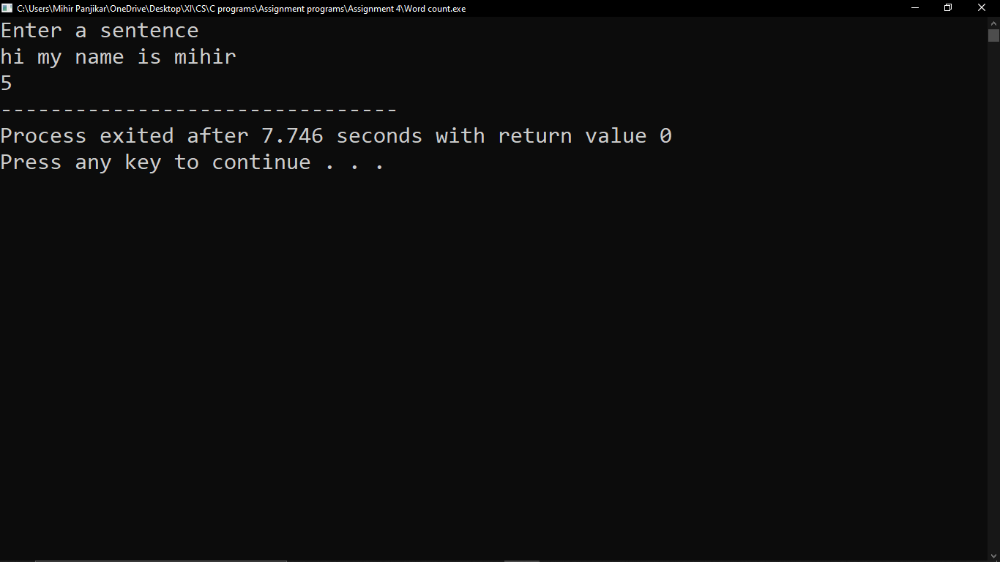 C:\Users\Mihir Panjikar\OneDrive\Desktop\XI\CS\C programs\Assignment programs\Assignment 4\Word count.exe
Enter a sentence
hi my name is mihir
5
--------------------------------
Process exited after 7.746 seconds with return value 0
Press any key to continue . . .